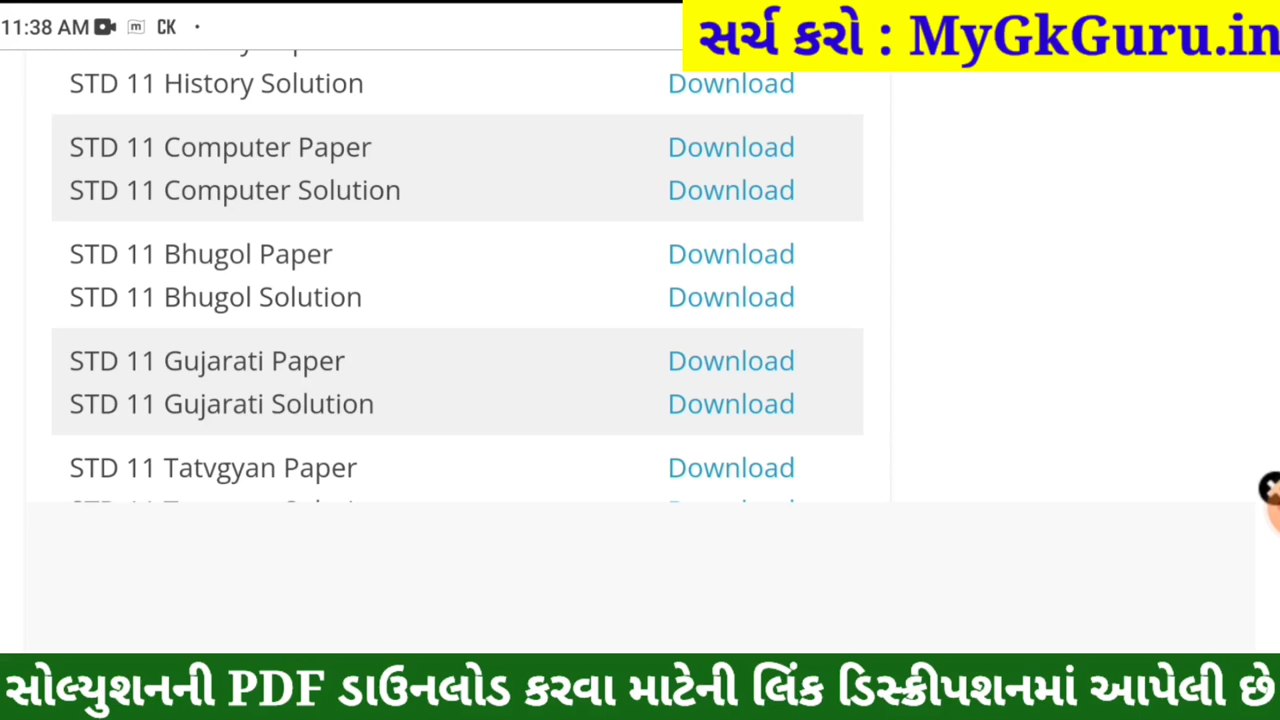 11:38 AM m CK
સર્ચ કરો : MyGkGuru.in
STD 11 History Solution Download
STD 11 Computer Paper Download
STD 11 Computer Solution Download
STD 11 Bhugol Paper Download
STD 11 Bhugol Solution Download
STD 11 Gujarati Paper Download
STD 11 Gujarati Solution Download
STD 11 Tatvgyan Paper Download
સોલ્યુશનની PDF ડાઉનલોડ કરવા માટેની લિંક ડિસ્ક્રીપશનમાં આપેલી છે